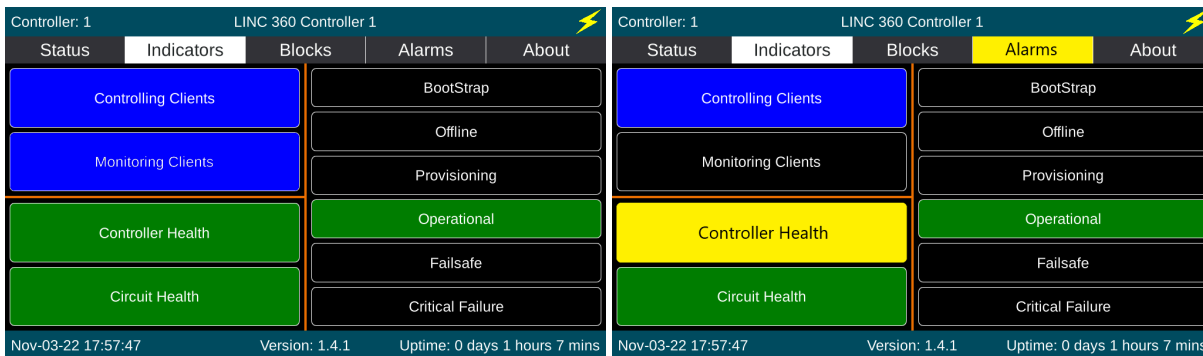 Controller: 1 LINC 360 Controller 1
Status Indicators Blocks Alarms About
Controlling Clients
Monitoring Clients
Controller Health
Circuit Health
BootStrap
Offline
Provisioning
Operational
Failsafe
Critical Failure
Nov-03-22 17:57:47 Version: 1.4.1 Uptime: 0 days 1 hours 7 mins
Controller: 1 LINC 360 Controller 1
Status Indicators Blocks Alarms About
Controlling Clients
Monitoring Clients
Controller Health
Circuit Health
BootStrap
Offline
Provisioning
Operational
Failsafe
Critical Failure
Nov-03-22 17:57:47 Version: 1.4.1 Uptime: 0 days 1 hours 7 mins